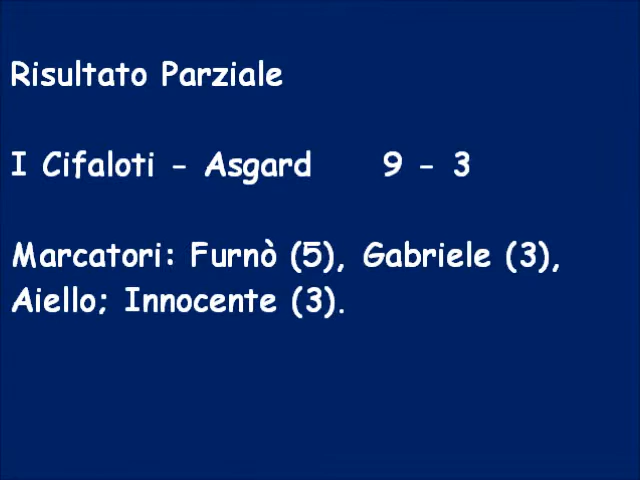 Risultato Parziale
I Cifaloti - Asgard 9 - 3
Marcatori: Furnò (5), Gabriele (3),
Aiello; Innocente (3).